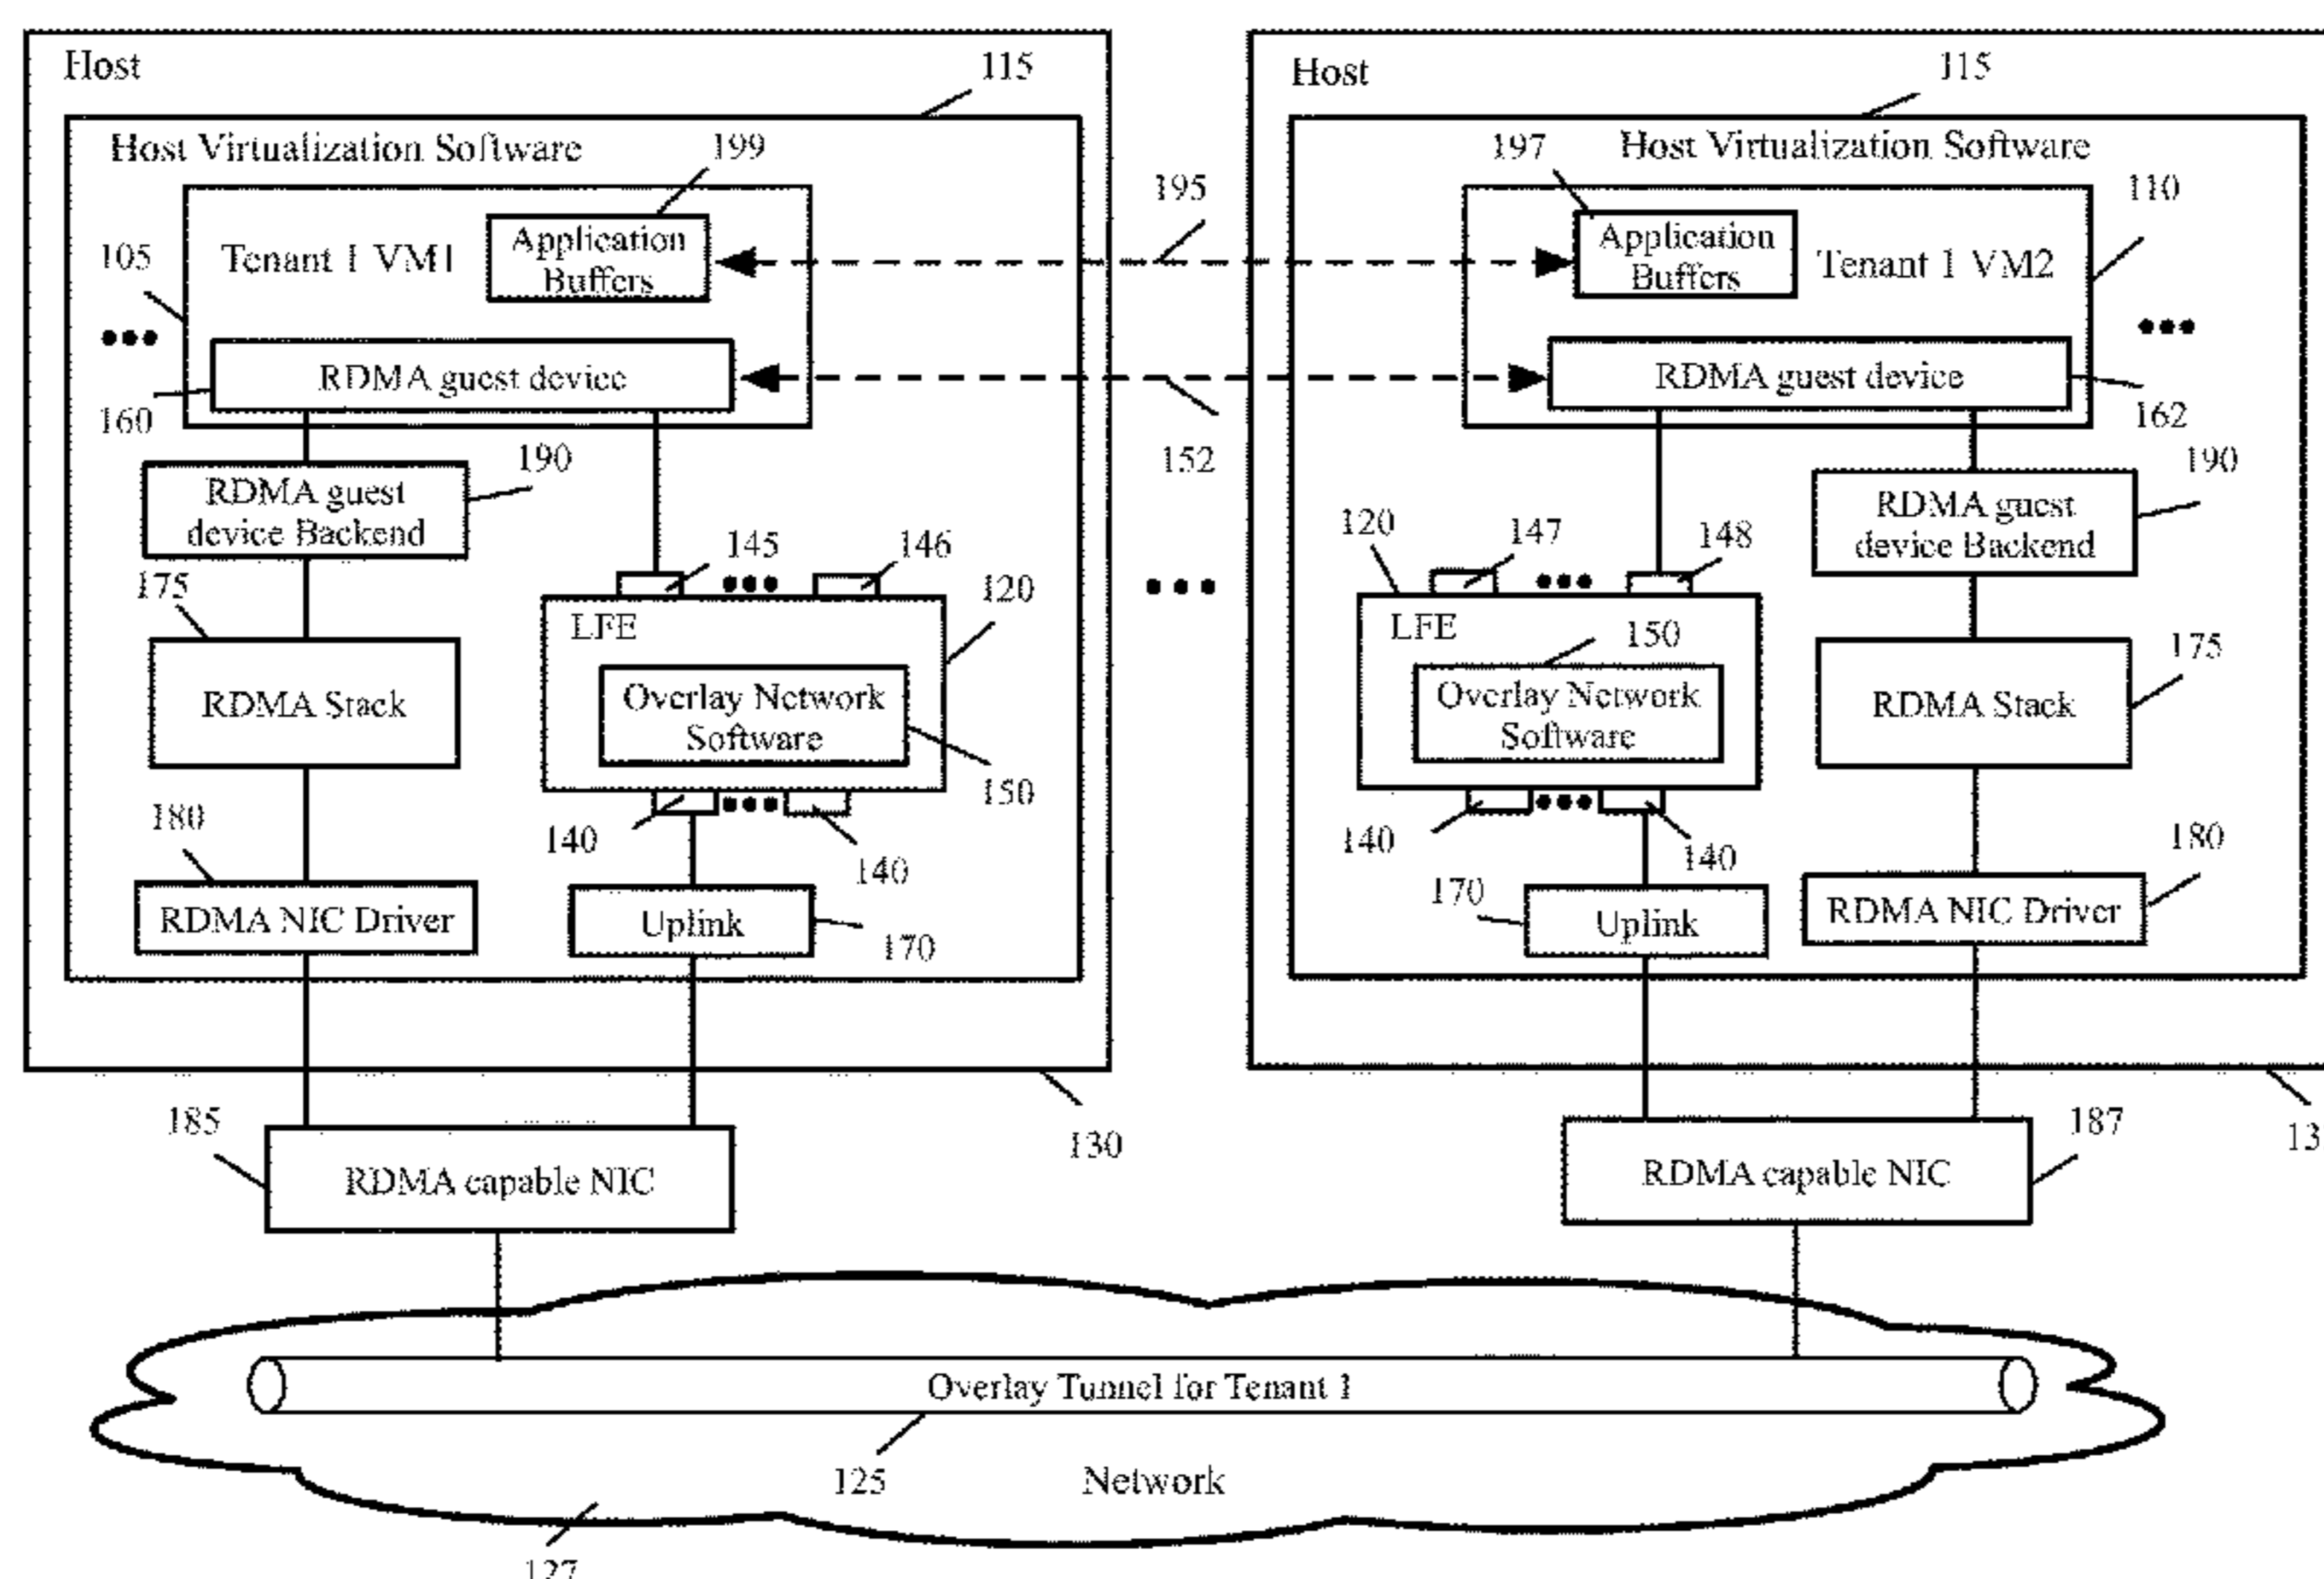 Host
115
Host
115
Host Virtualization Software
199
197
Host Virtualization Software
195
110
Application
Buffers
Application
Buffers
105
Tenant 1 VM1
Tenant 1 VM2
RDMA guest device
RDMA guest device
160
162
152
190
190
RDMA guest
device Backend
RDMA guest
device Backend
145
146
120
147
148
175
120
LFE
LFE
150
175
RDMA Stack
Overlay Network
Software
Overlay Network
Software
RDMA Stack
150
180
140
140
140
140
180
RDMA NIC Driver
Uplink
170
170
Uplink
RDMA NIC Driver
185
130
187
13
RDMA capable NIC
RDMA capable NIC
Overlay Tunnel for Tenant 1
125
Network
127